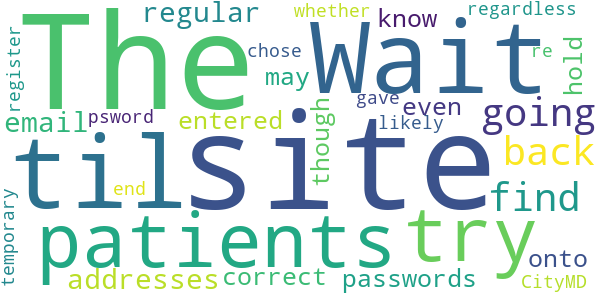 whether
regardless
regular
know
The
Wait
register
chose
re
hold
may
gave
even
going
email
psword
entered
though
likely
back
til
site
end
find
temporary
patients
try
onto
addresses
correct
passwords
CityMD